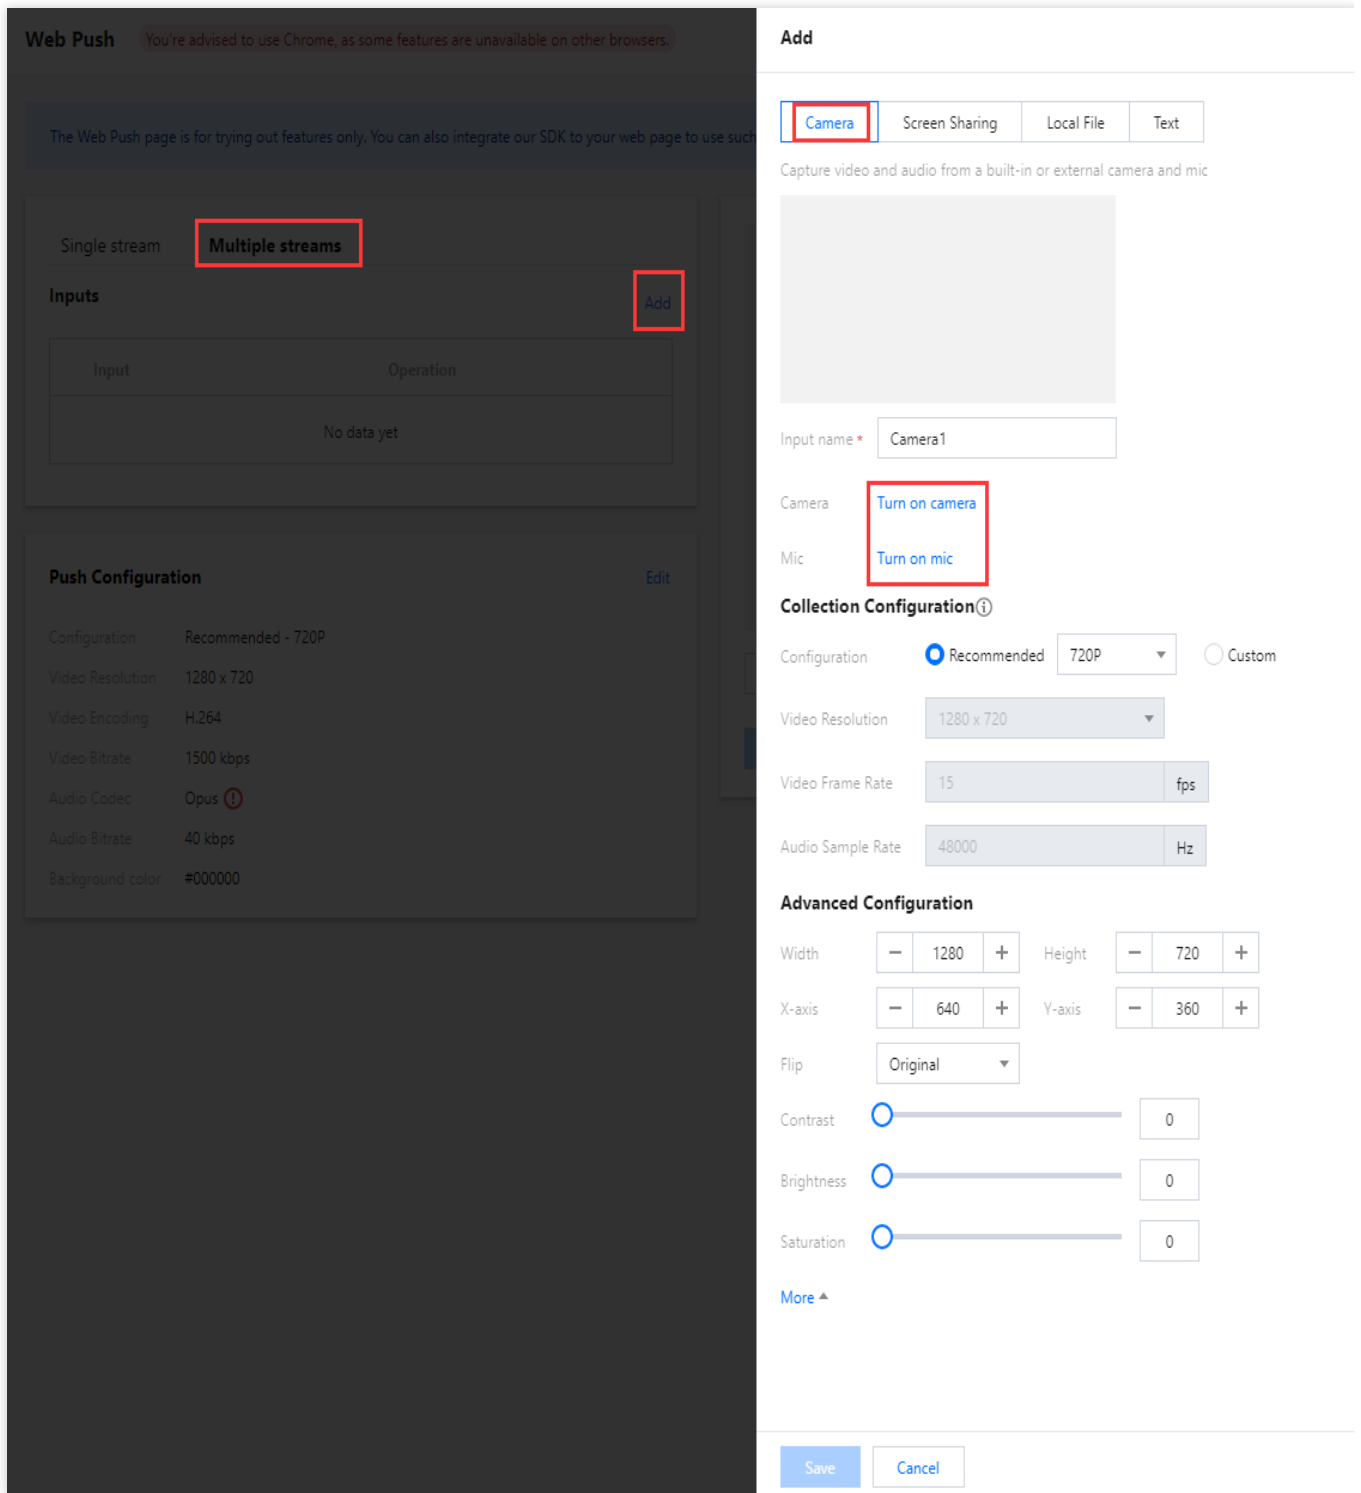 Web Push You're advised to use Chrome, as some features are unavailable on other browsers.
The Web Push page is for trying out features only. You can also integrate our SDK to your web page to use such
Single stream Multiple streams
Inputs Add
Input Operation
No data yet
Push Configuration Edit
Configuration Recommended - 720P
Video Resolution 1280 x 720
Video Encoding H.264
Video Bitrate 1500 kbps
Audio Codec Opus
Audio Bitrate 40 kbps
Background color #000000
Add
Camera Screen Sharing Local File Text
Capture video and audio from a built-in or external camera and mic
Input name * Camera1
Camera Turn on camera
Mic Turn on mic
Collection Configuration
Configuration Recommended 720P Custom
Video Resolution 1280 x 720
Video Frame Rate 15 fps
Audio Sample Rate 48000 Hz
Advanced Configuration
Width − 1280 + Height − 720 +
X-axis − 640 + Y-axis − 360 +
Flip Original
Contrast 0
Brightness 0
Saturation 0
More
Save Cancel